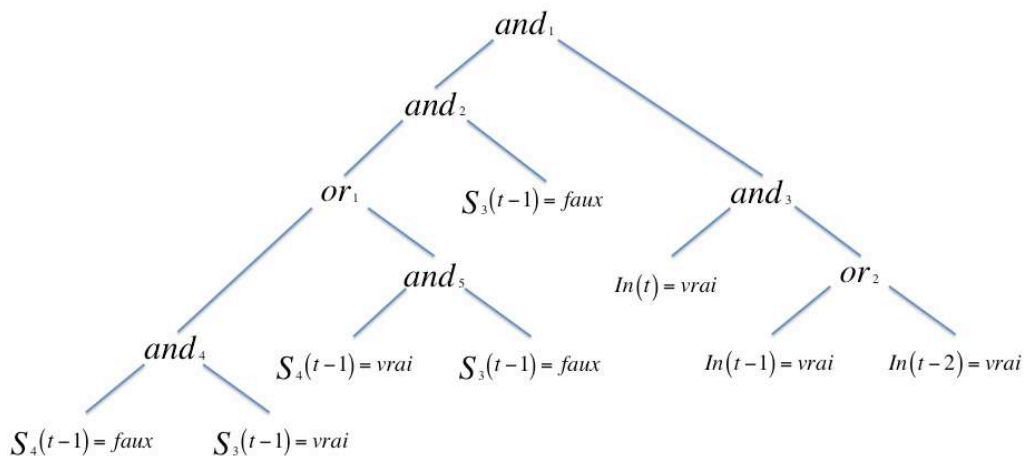 and₁
and₂
or₁
S₃(t−1) = faux
and₃
and₅
In(t) = vrai
or₂
and₄
S₄(t−1) = vrai
S₃(t−1) = faux
In(t−1) = vrai
In(t−2) = vrai
S₄(t−1) = faux
S₃(t−1) = vrai